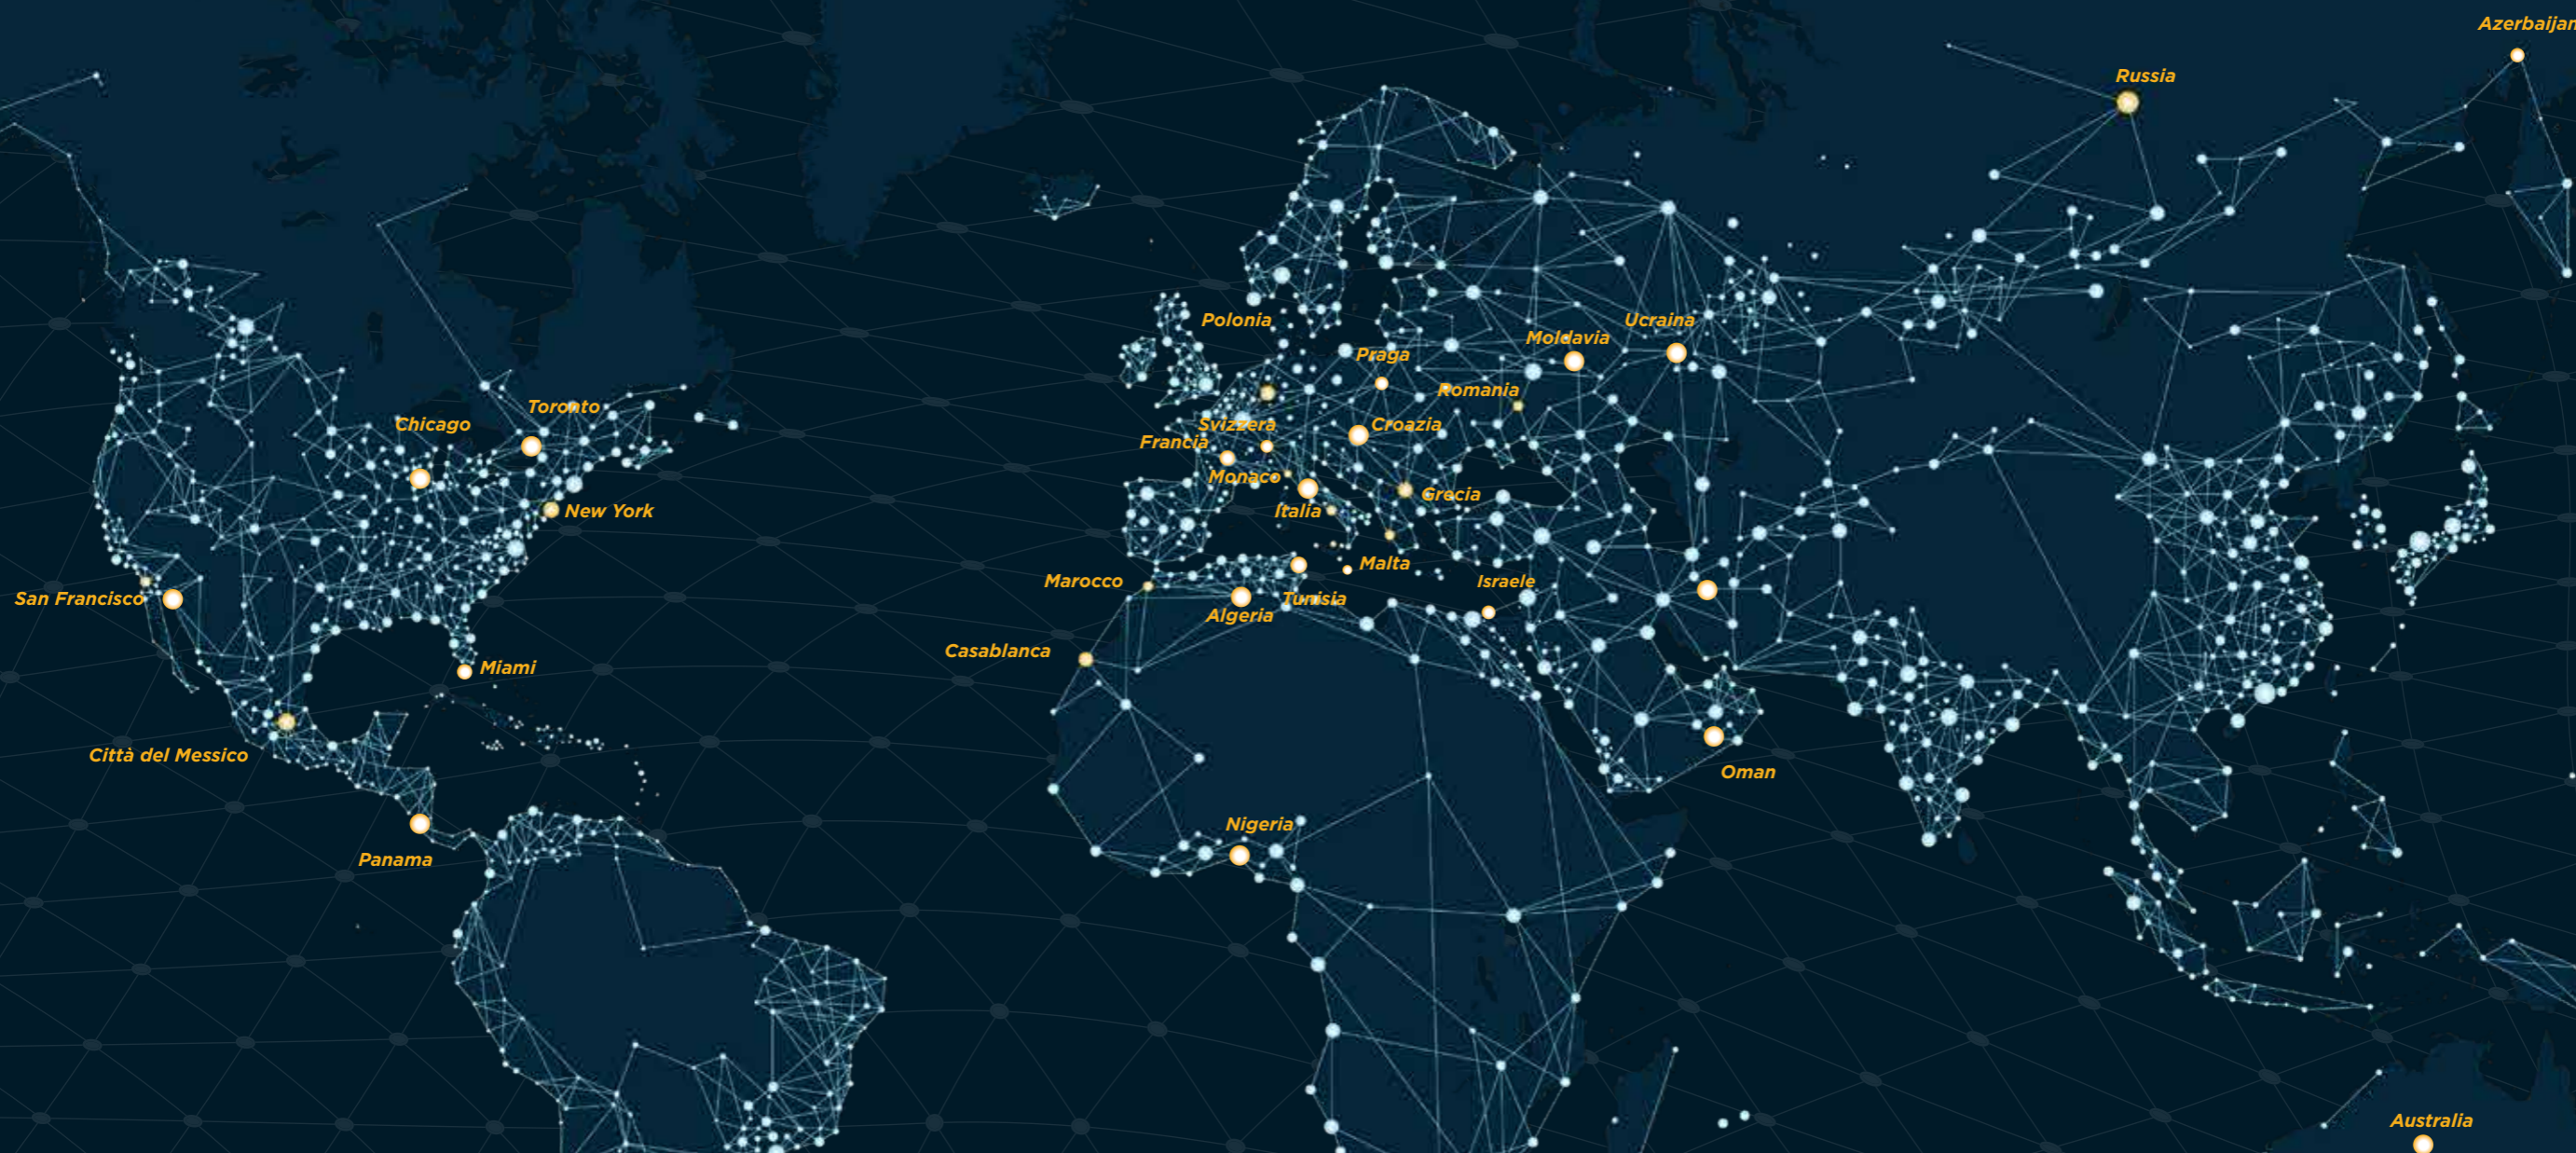 Azerbaijan
Russia
Polonia
Ucraina
Moldavia
Praga
Romania
Toronto
Chicago
Svizzera
Croazia
Francia
Monaco
Grecia
New York
Italia
Malta
Marocco
Israele
San Francisco
Tunisia
Algeria
Casablanca
Miami
Città del Messico
Oman
Nigeria
Panama
Australia